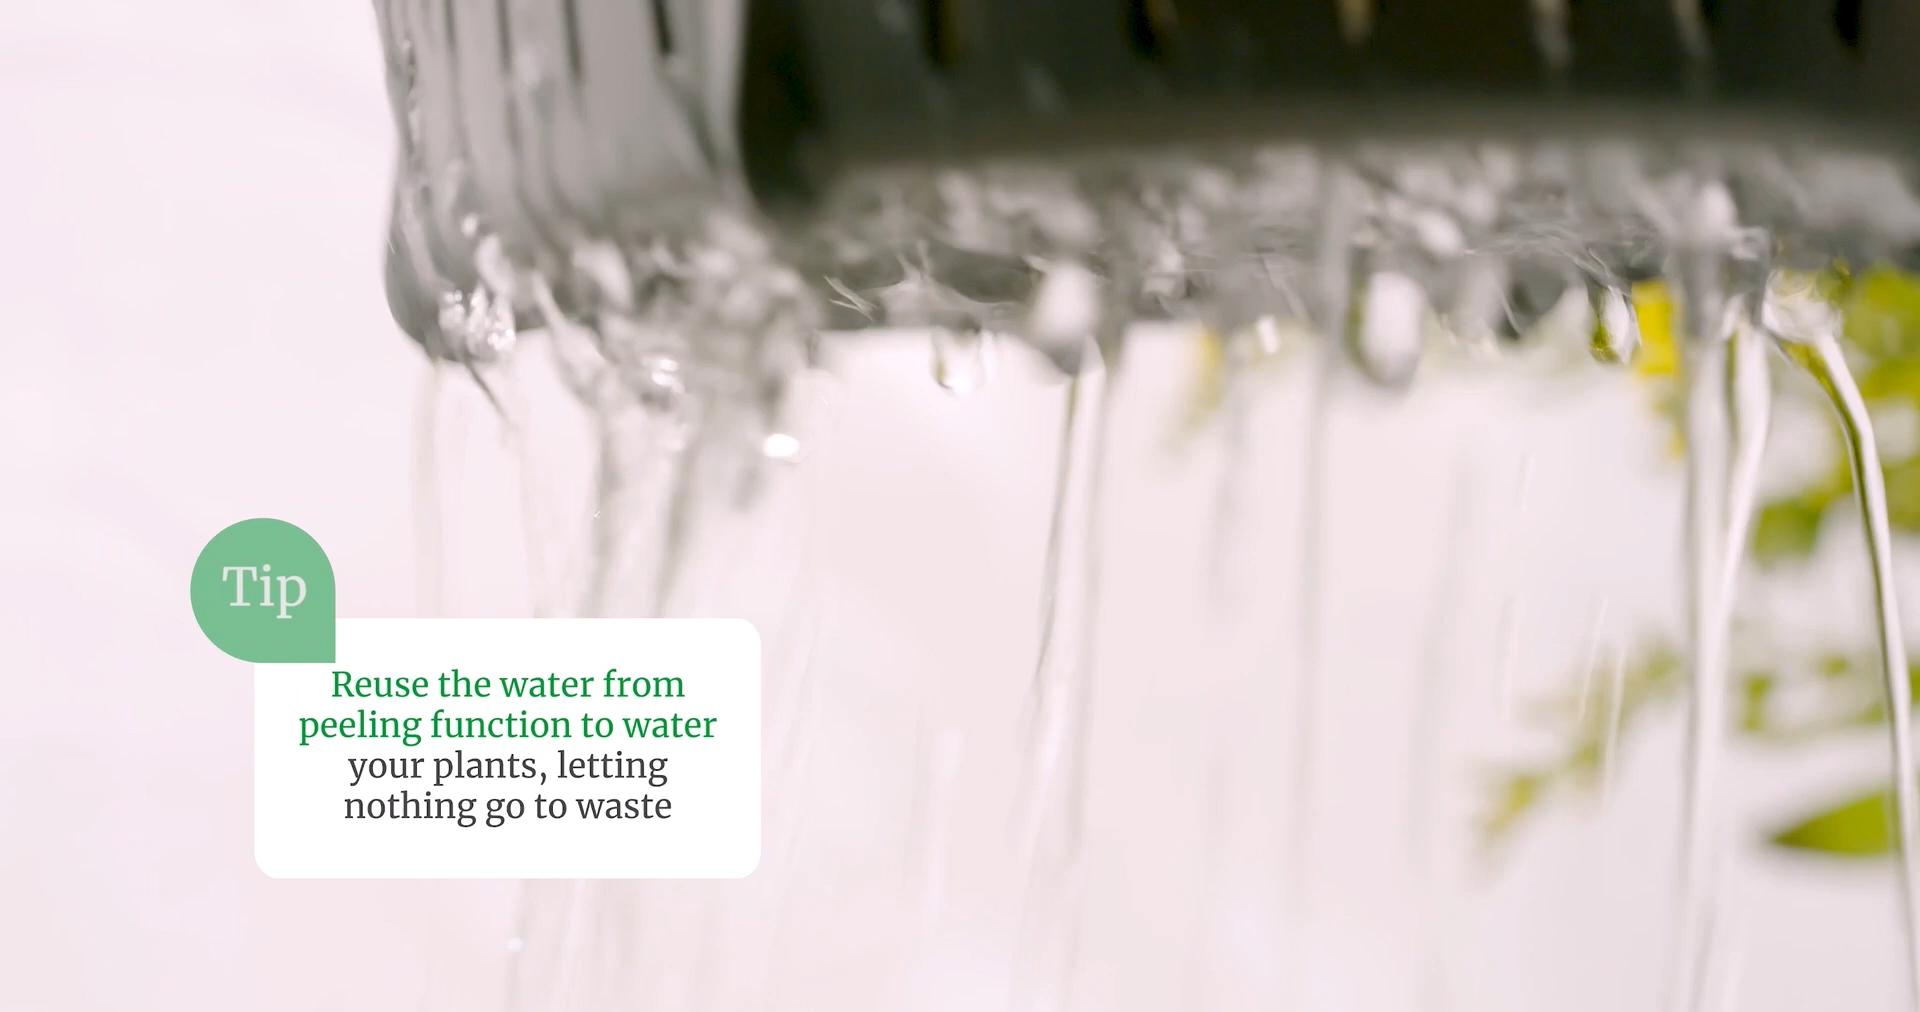 Tip
Reuse the water from
peeling function to water
your plants, letting
nothing go to waste